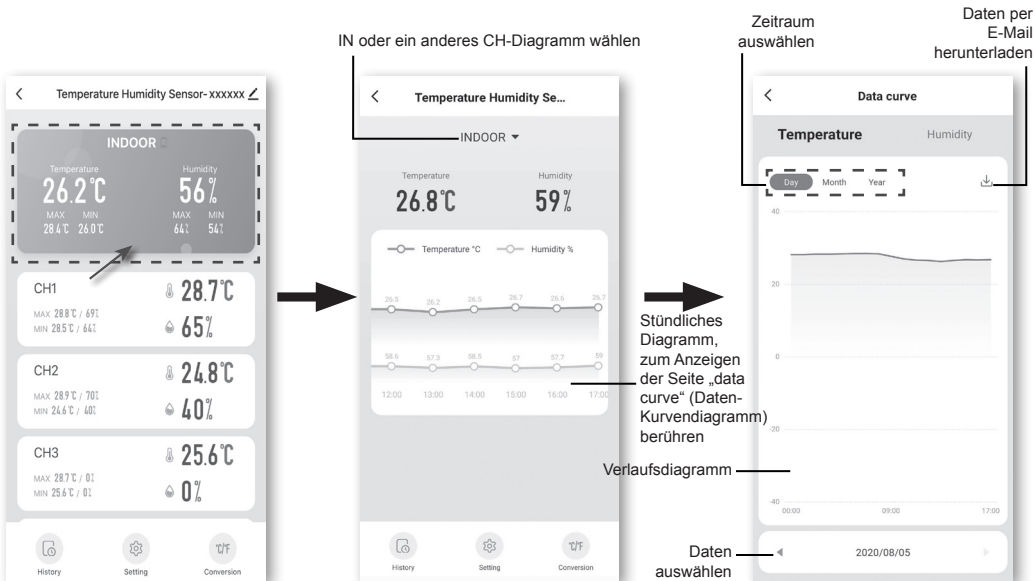 IN oder ein anderes CH-Diagramm wählen
Zeitraum
auswählen
Daten per
E-Mail
herunterladen
Temperature Humidity Sensor-xxxxxx
INDOOR
Temperature
Humidity
26.2℃
56%
MAX MIN
28.4℃ 26.0℃
MAX MIN
64% 54%
CH1
28.7℃
MAX 28.8℃ / 69%
MIN 28.5℃ / 64%
65%
CH2
24.8℃
MAX 28.9℃ / 70%
MIN 24.6℃ / 40%
40%
CH3
25.6℃
MAX 28.7℃ / 0%
MIN 25.6℃ / 0%
0%
History
Setting
℃/℉
Conversion
Temperature Humidity Se...
INDOOR
Temperature
Humidity
26.8℃
59%
Temperature °C
Humidity %
26.5 26.2 26.5 26.7 26.6 26.7
58.6 57.3 58.5 57 57.7 59
12:00 13:00 14:00 15:00 16:00 17:00
History
Setting
℃/℉
Conversion
Stündliches
Diagramm,
zum Anzeigen
der Seite „data
curve“ (Daten-
Kurvendiagramm)
berühren
Verlaufsdiagramm
Daten
auswählen
Data curve
Temperature
Humidity
Day Month Year
40
20
0
-20
-40
00:00 09:00 17:00
2020/08/05